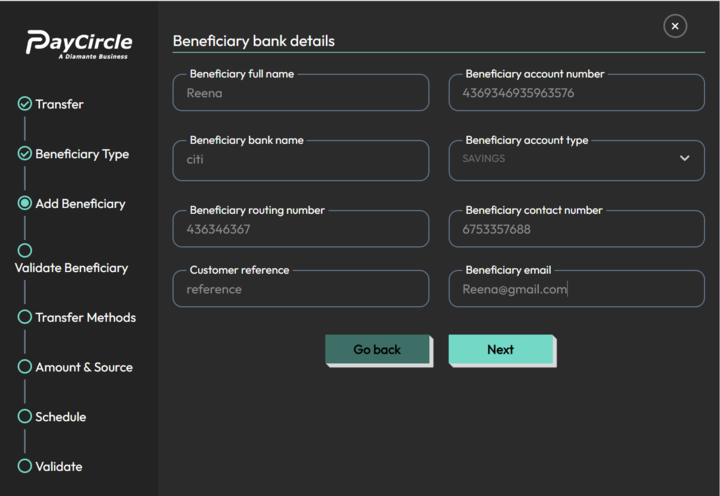 PayCircle
A Diamante Business
Transfer
Beneficiary Type
Add Beneficiary
Validate Beneficiary
Transfer Methods
Amount & Source
Schedule
Validate
Beneficiary bank details
Beneficiary full name
Reena
Beneficiary account number
4369346935963576
Beneficiary bank name
citi
Beneficiary account type
SAVINGS
Beneficiary routing number
436346367
Beneficiary contact number
6753357688
Customer reference
reference
Beneficiary email
Reena@gmail.com
Go back
Next